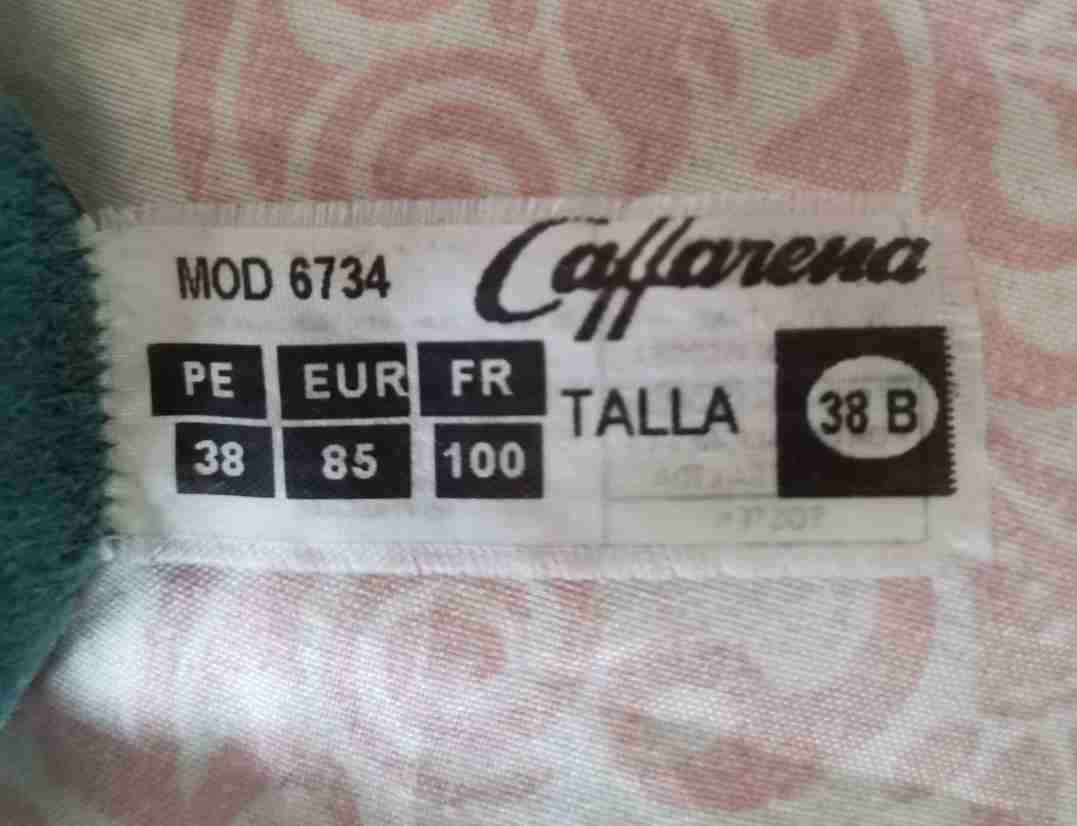 MOD 6734 Caffarena
PE EUR FR
38 85 100
TALLA 38 B